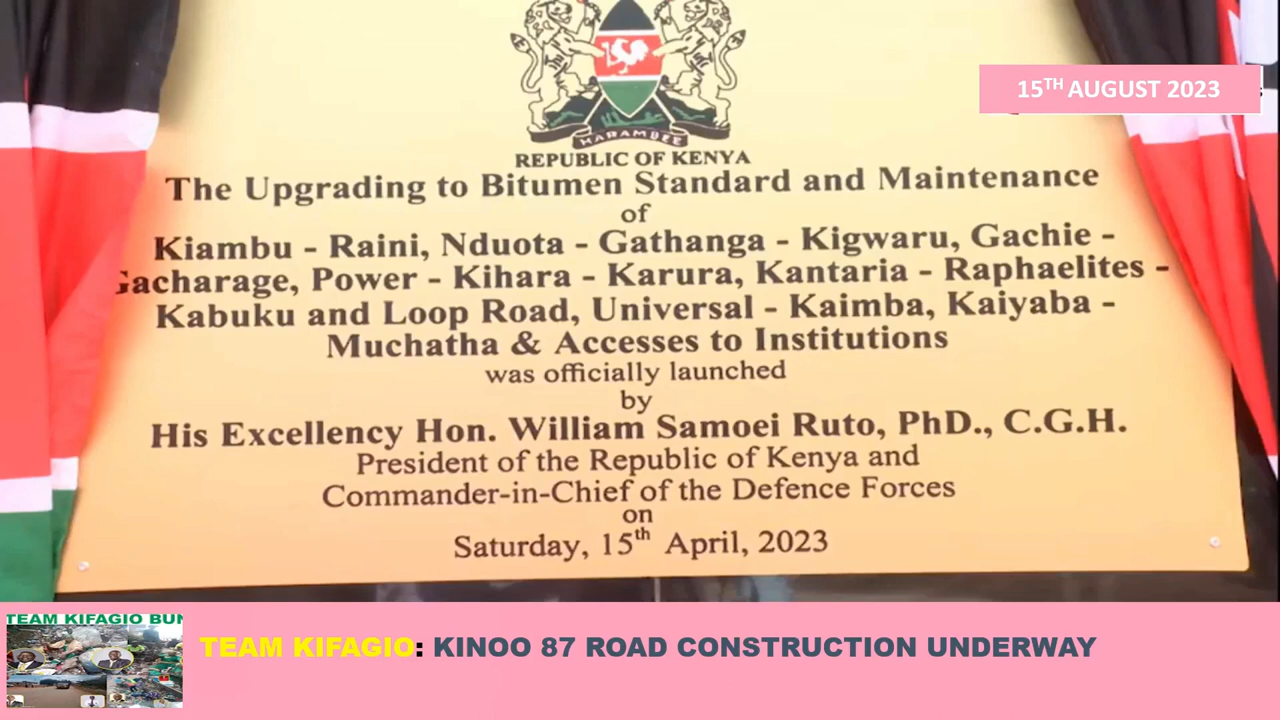 15TH AUGUST 2023
HARAMBEE
REPUBLIC OF KENYA
The Upgrading to Bitumen Standard and Maintenance
of
Kiambu - Raini, Nduota - Gathanga - Kigwaru, Gachie -
Gacharage, Power - Kihara - Karura, Kantaria - Raphaelites -
Kabuku and Loop Road, Universal - Kaimba, Kaiyaba -
Muchatha & Accesses to Institutions
was officially launched
by
His Excellency Hon. William Samoei Ruto, PhD., C.G.H.
President of the Republic of Kenya and
Commander-in-Chief of the Defence Forces
on
Saturday, 15th April, 2023
TEAM KIFAGIO BUN
TEAM KIFAGIO: KINOO 87 ROAD CONSTRUCTION UNDERWAY